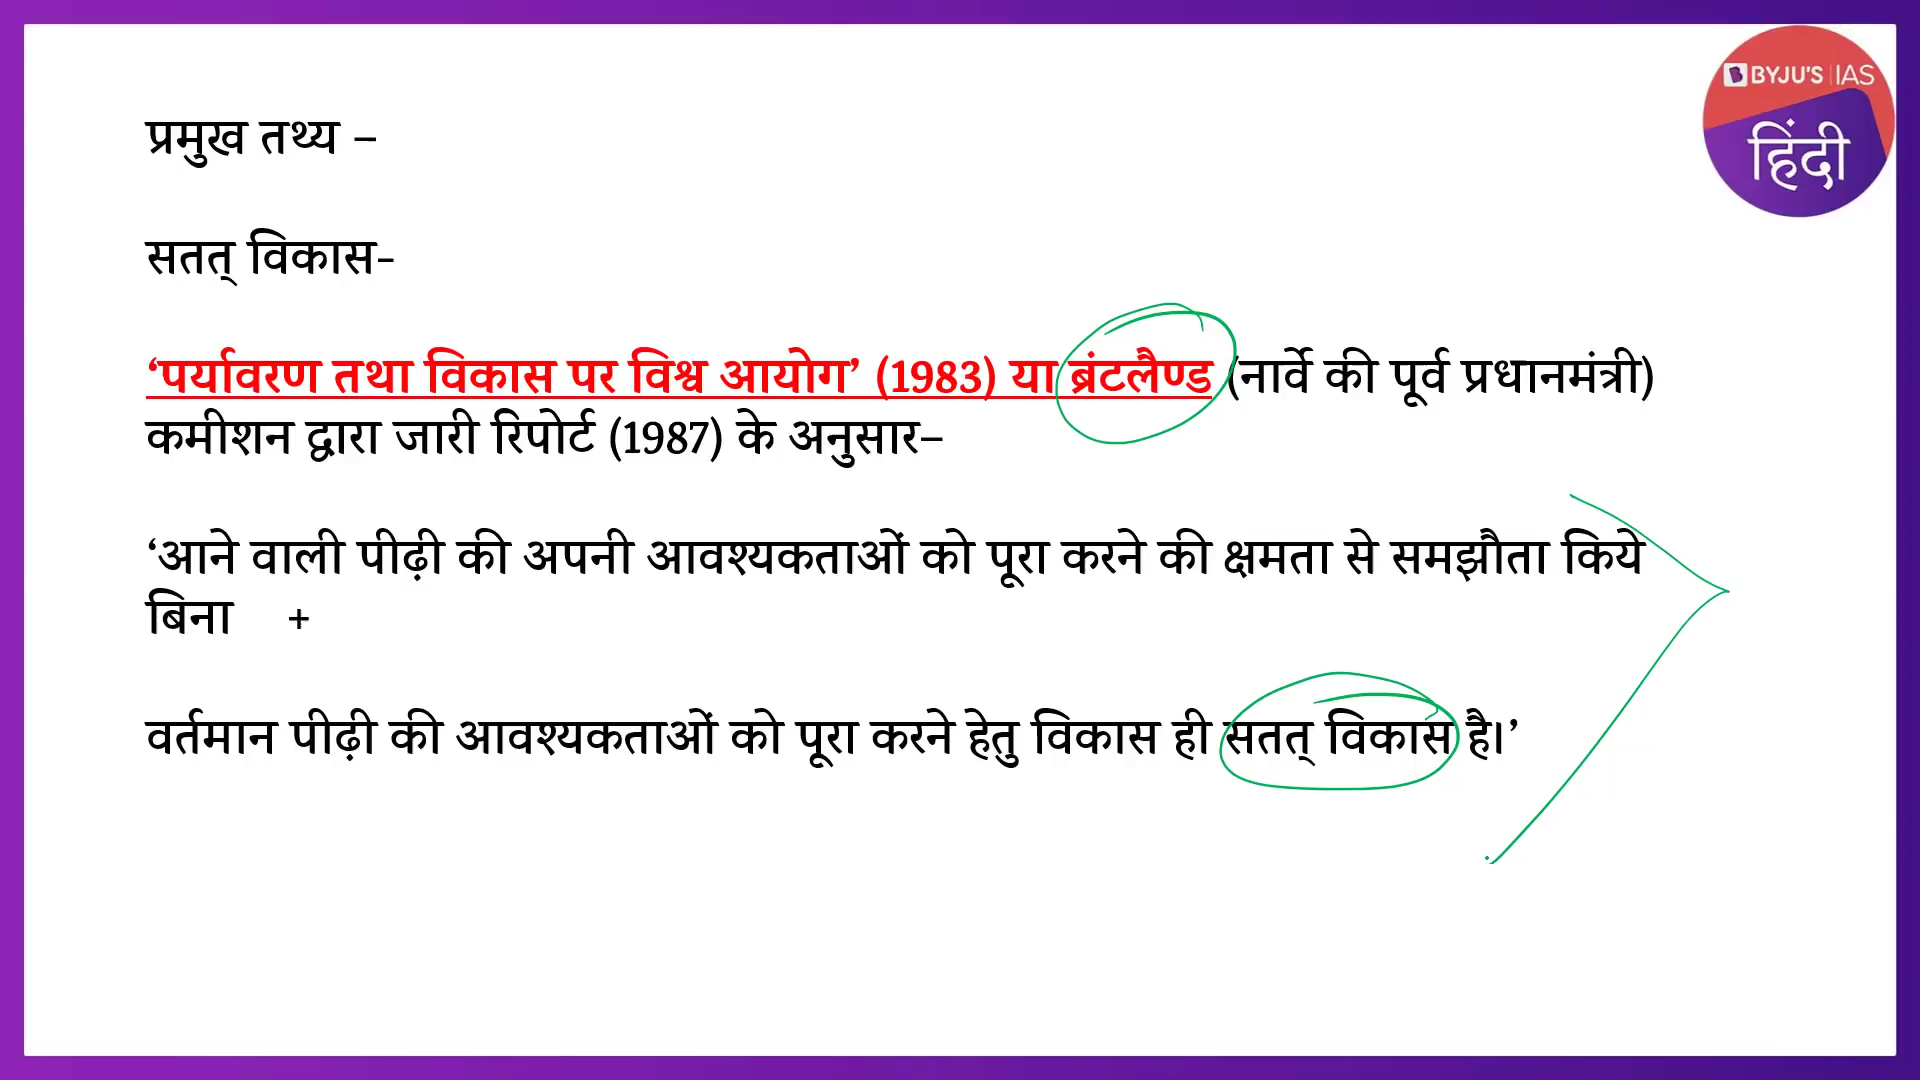 BYJU'S IAS
हिंदी
प्रमुख तथ्य –
सतत् विकास-
‘पर्यावरण तथा विकास पर विश्व आयोग’ (1983) या ब्रंटलैण्ड (नार्वे की पूर्व प्रधानमंत्री)
कमीशन द्वारा जारी रिपोर्ट (1987) के अनुसार–
‘आने वाली पीढ़ी की अपनी आवश्यकताओं को पूरा करने की क्षमता से समझौता किये
बिना +
वर्तमान पीढ़ी की आवश्यकताओं को पूरा करने हेतु विकास ही सतत् विकास है।’